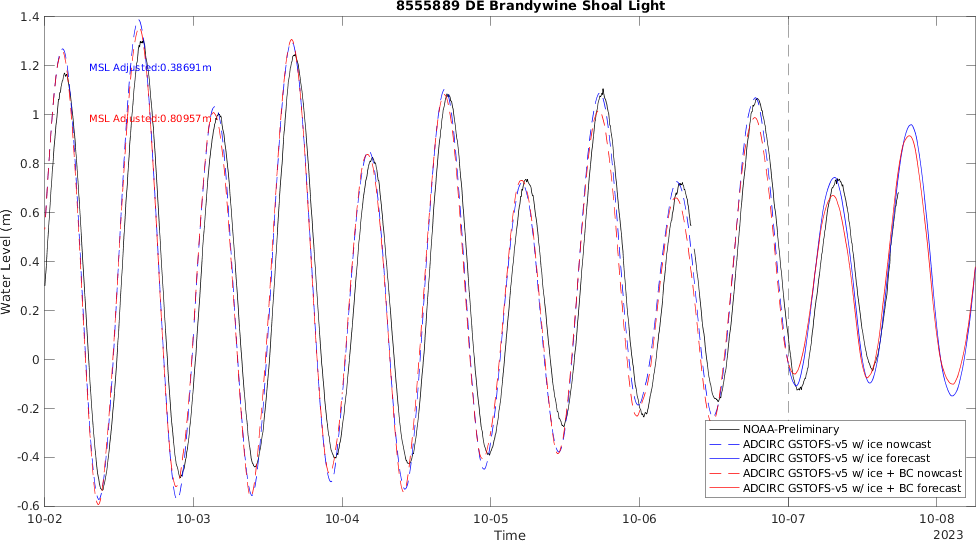 8555889 DE Brandywine Shoal Light
1.4
1.2
1
0.8
0.6
0.4
0.2
0
-0.2
-0.4
-0.6
Water Level (m)
MSL Adjusted:0.38691m
MSL Adjusted:0.80957m
NOAA-Preliminary
ADCIRC GSTOFS-v5 w/ ice nowcast
ADCIRC GSTOFS-v5 w/ ice forecast
ADCIRC GSTOFS-v5 w/ ice + BC nowcast
ADCIRC GSTOFS-v5 w/ ice + BC forecast
10-02 10-03 10-04 10-05 10-06 10-07 10-08
Time
2023